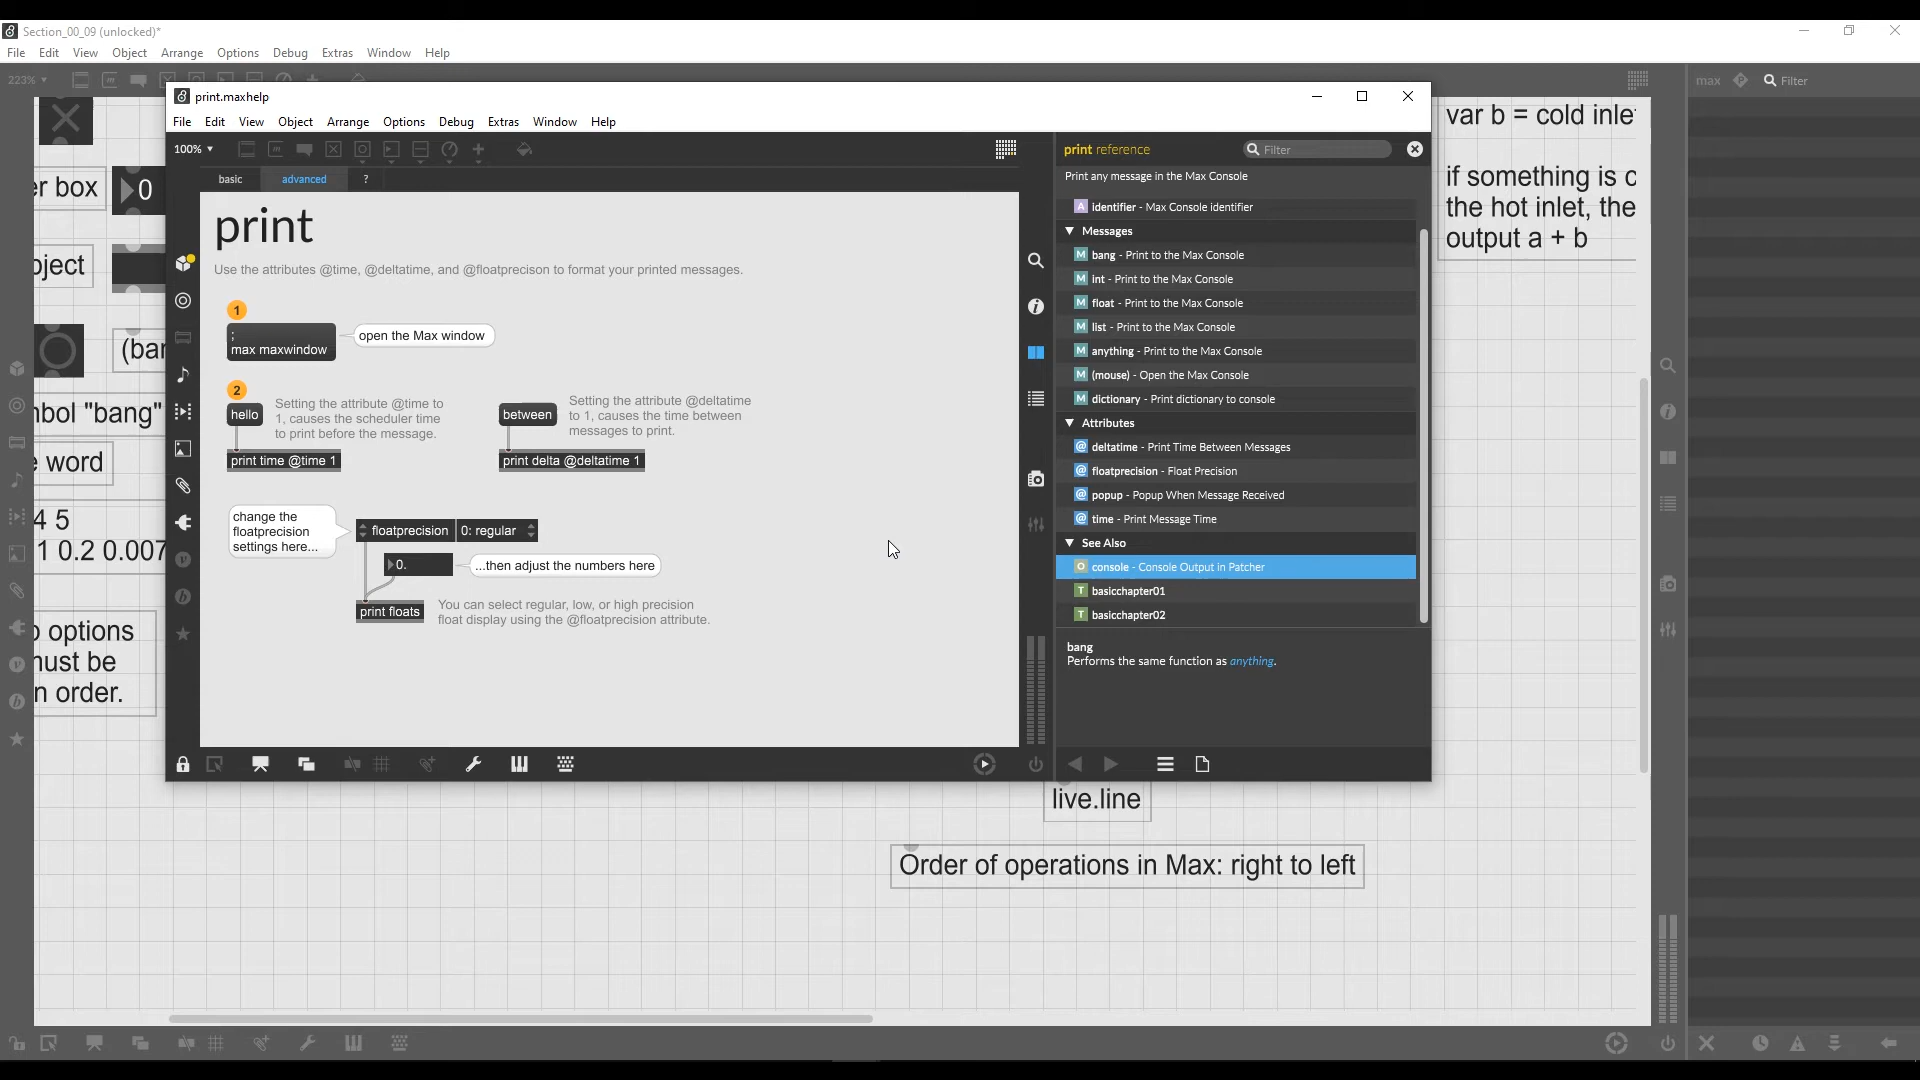 Section_00_09 (unlocked)*
File Edit View Object Arrange Options Debug Extras Window Help
223%
max Filter
print.maxhelp
File Edit View Object Arrange Options Debug Extras Window Help
100%
basic advanced ?
print
Use the attributes @time, @deltatime, and @floatprecison to format your printed messages.
1
;
max maxwindow
open the Max window
2
hello
Setting the attribute @time to
1, causes the scheduler time
to print before the message.
print time @time 1
between
Setting the attribute @deltatime
to 1, causes the time between
messages to print.
print delta @deltatime 1
change the
floatprecision
settings here...
floatprecision 0: regular
0.
...then adjust the numbers here
print floats
You can select regular, low, or high precision
float display using the @floatprecision attribute.
print reference
Filter
Print any message in the Max Console
A identifier - Max Console identifier
Messages
M bang - Print to the Max Console
M int - Print to the Max Console
M float - Print to the Max Console
M list - Print to the Max Console
M anything - Print to the Max Console
M (mouse) - Open the Max Console
M dictionary - Print dictionary to console
Attributes
@ deltatime - Print Time Between Messages
@ floatprecision - Float Precision
@ popup - Popup When Message Received
@ time - Print Message Time
See Also
O console - Console Output in Patcher
T basicchapter01
T basicchapter02
bang
Performs the same function as anything.
er box
0
bject
(bar
nbol "bang"
e word
4 5
1 0.2 0.007
o options
must be
n order.
var b = cold inle
if something is c
the hot inlet, the
output a + b
live.line
Order of operations in Max: right to left